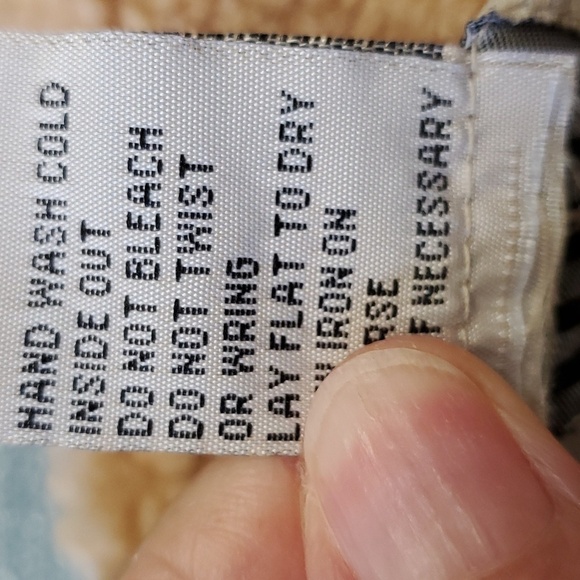 HAND WASH COLD
INSIDE OUT
DO NOT BLEACH
DO NOT TWIST
OR WRING
LAY FLAT TO DRY
IRON ON
NECESSARY